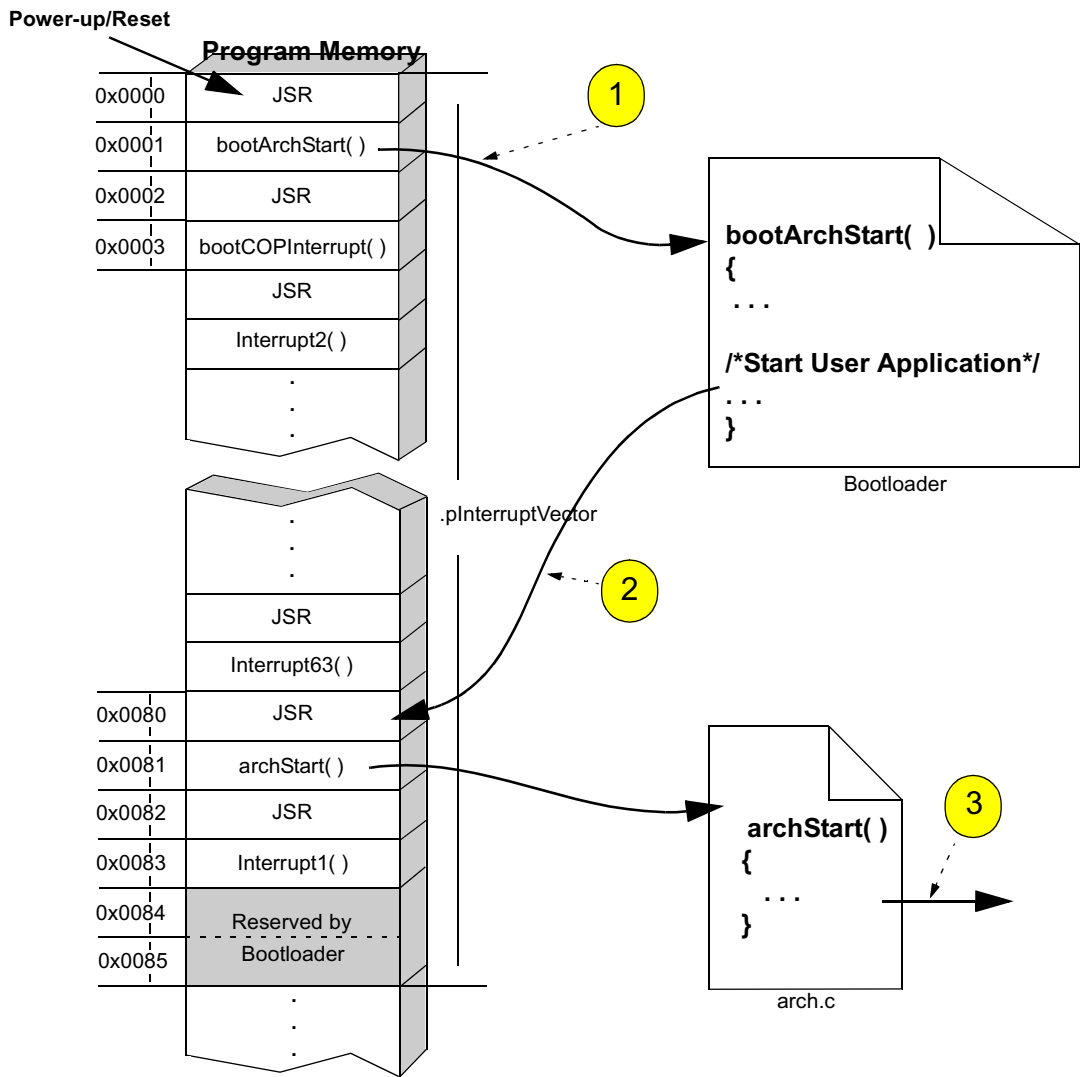 Power-up/Reset
Program Memory
0x0000 JSR
0x0001 bootArchStart( )
0x0002 JSR
0x0003 bootCOPInterrupt( )
JSR
Interrupt2( )
.
.
.
1
bootArchStart( )
{
. . .
/*Start User Application*/
. . .
}
Bootloader
.pInterruptVector
2
.
.
.
JSR
Interrupt63( )
0x0080 JSR
0x0081 archStart( )
0x0082 JSR
0x0083 Interrupt1( )
0x0084
0x0085
Reserved by
Bootloader
.
.
.
archStart( )
{
. . .
}
arch.c
3